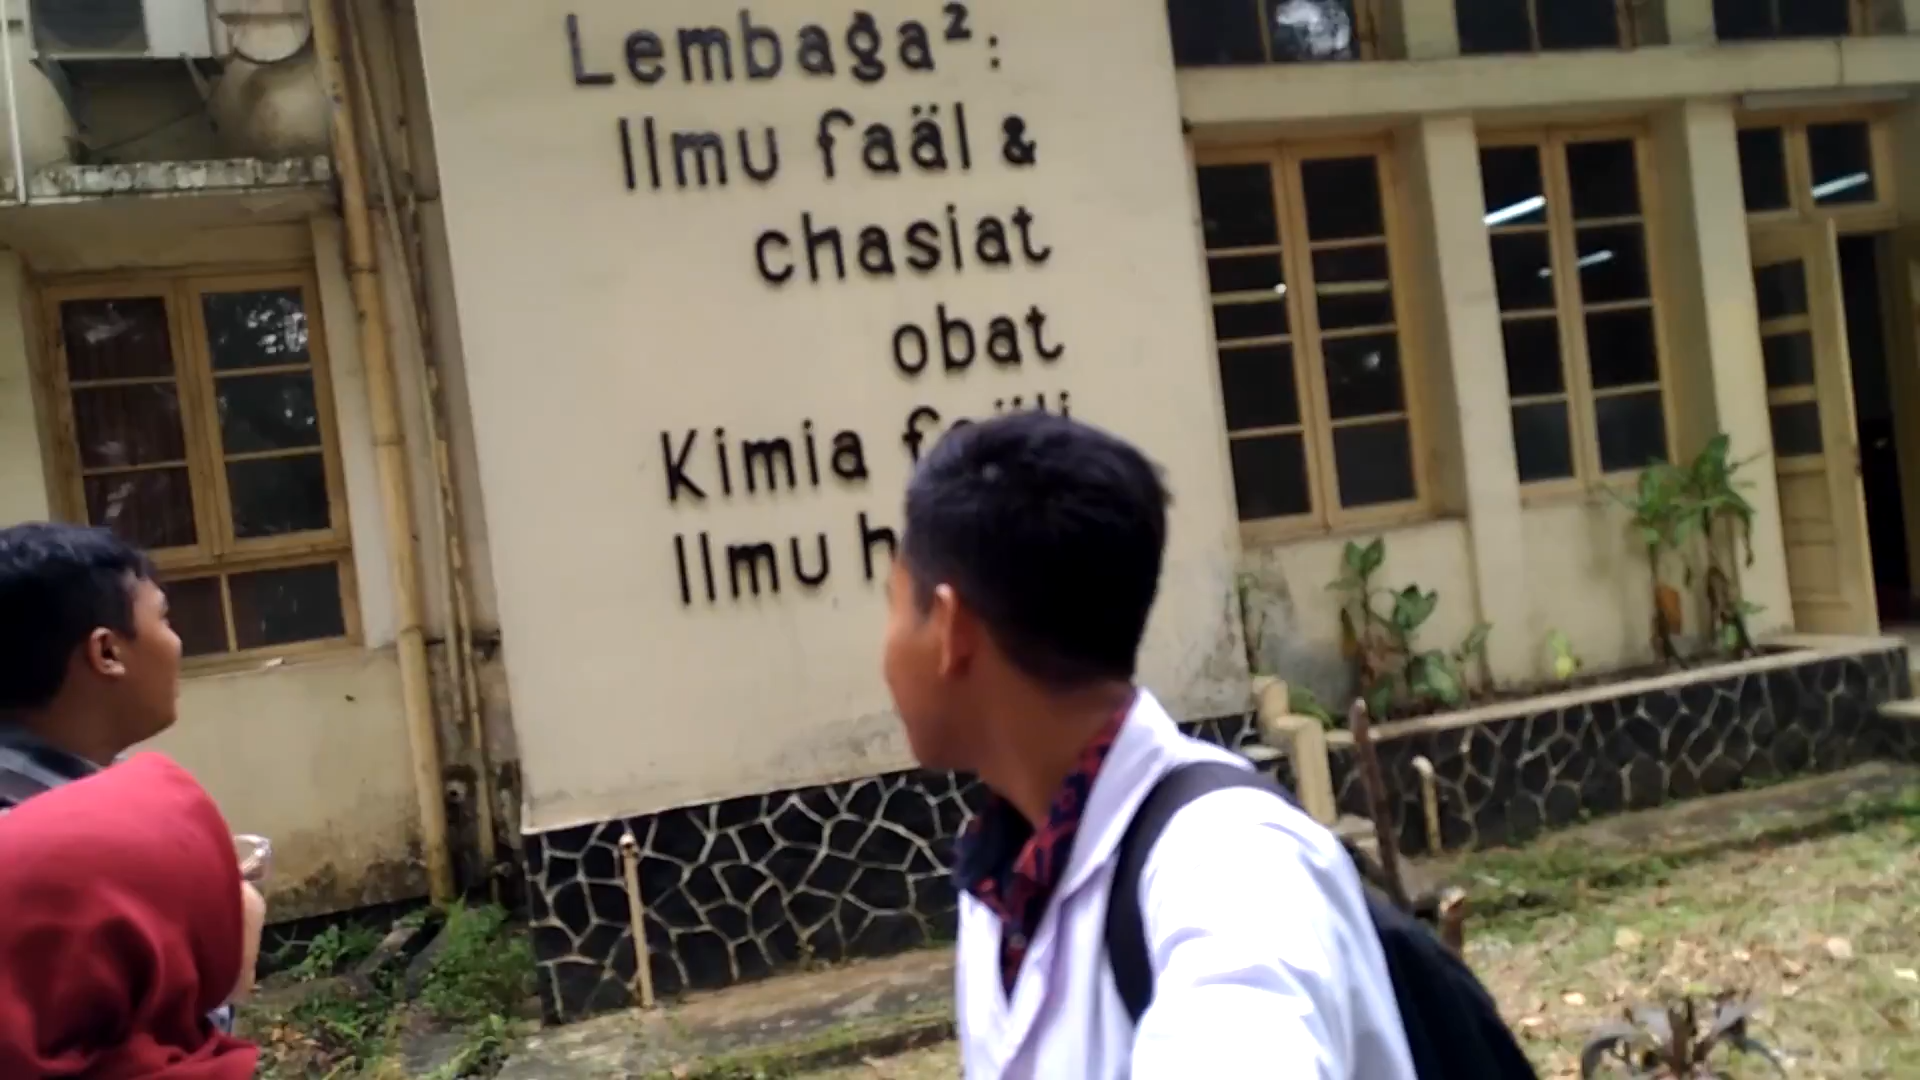 Lembaga²:
Ilmu faäl &
chasiat
obat
Kimia
Ilmu